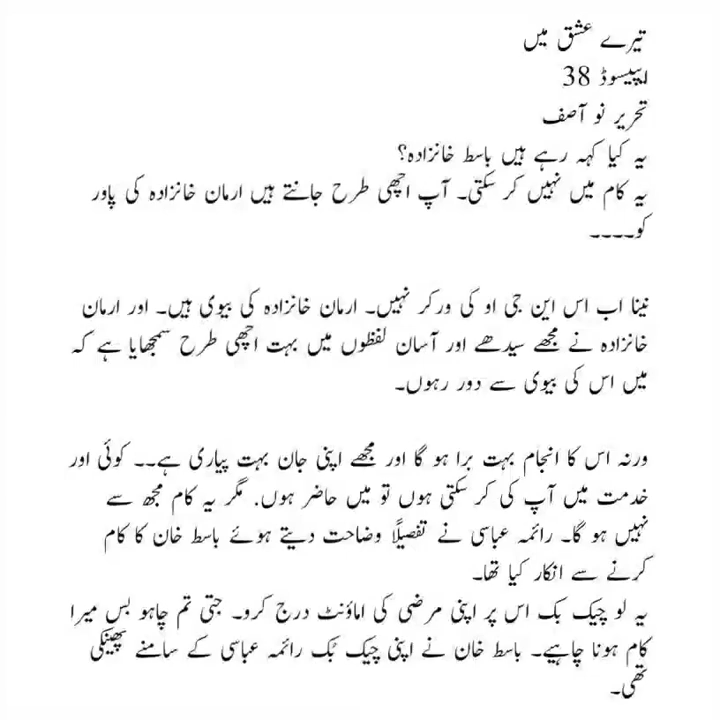 تیرے عشق میں
ایپیسوڈ 38
تحریر نو آصف
یہ کیا کہہ رہے ہیں باسط خانزادہ؟
یہ کام میں نہیں کر سکتی۔ آپ اچھی طرح جانتے ہیں ارمان خانزادہ کی پاور
کو۔۔۔۔
نینا اب اس این جی او کی ورکر نہیں۔ ارمان خانزادہ کی بیوی ہیں۔ اور ارمان
خانزادہ نے مجھے سیدھے اور آسان لفظوں میں بہت اچھی طرح سمجھایا ہے کہ
میں اس کی بیوی سے دور رہوں۔
ورنہ اس کا انجام بہت برا ہو گا اور مجھے اپنی جان بہت پیاری ہے۔۔ کوئی اور
خدمت میں آپ کی کر سکتی ہوں تو میں حاضر ہوں. مگر یہ کام مجھ سے
نہیں ہو گا۔ رائمہ عباسی نے تفصیلًا وضاحت دیتے ہوئے باسط خان کا کام
کرنے سے انکار کیا تھا۔
یہ لو چیک بک اس پر اپنی مرضی کی اماؤنٹ درج کرو۔ جتی تم چاہو بس میرا
کام ہونا چاہیے۔ باسط خان نے اپنی چیک بُک رائمہ عباسی کے سامنے پھینکی
تھی۔